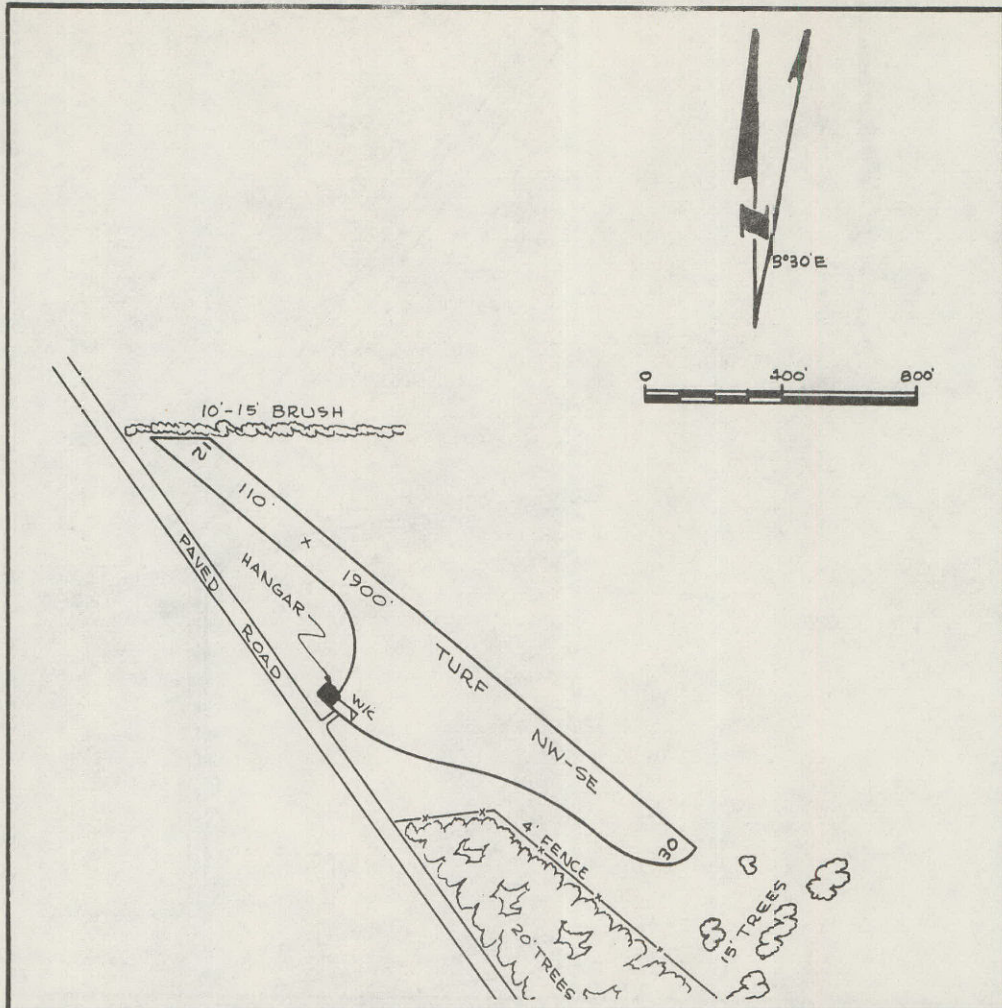 9°30'E
0 400' 800'
10'-15' BRUSH
12
110' x 1900'
HANGAR
PAVED ROAD
TURF
W/C
NW-SE
30
4' FENCE
15' TREES
20' TREES